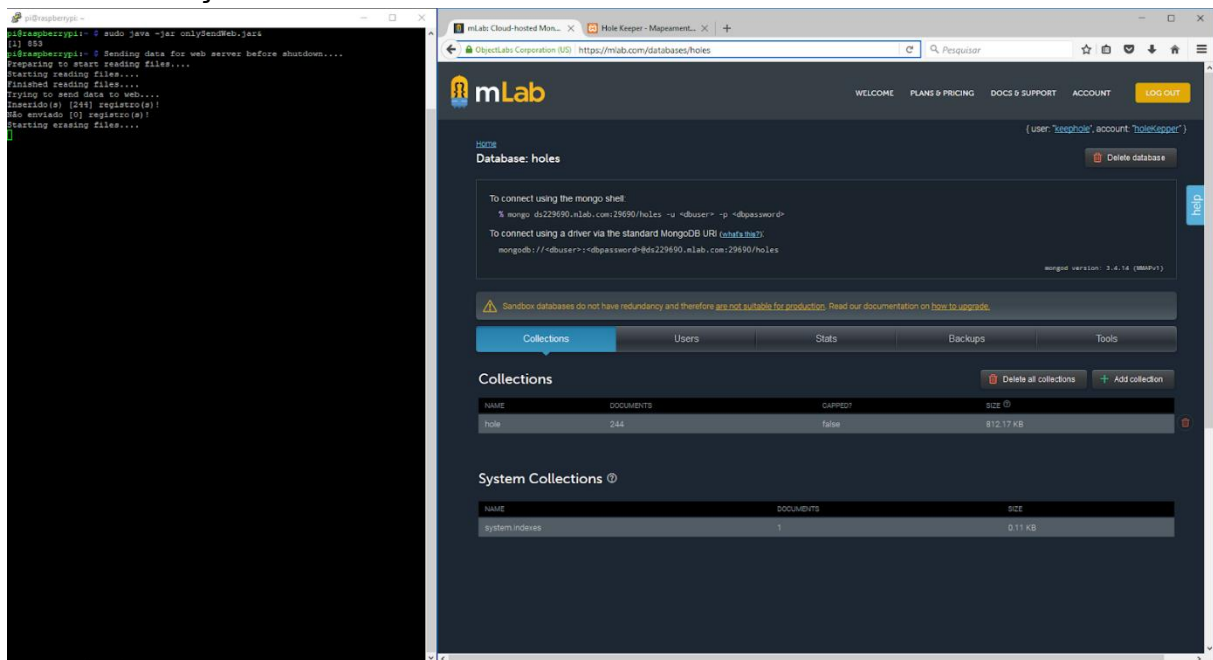 pi@raspberrypi: ~
pi@raspberrypi:~ $ sudo java -jar onlySendWeb.jar&
[1] 853
pi@raspberrypi:~ $ Sending data for web server before shutdown....
Preparing to start reading files....
Starting reading files....
Finished reading files....
Trying to send data to web....
Inserido(s) [244] registro(s)!
Não enviado [0] registro(s)!
Starting erasing files....
mLab: Cloud-hosted Mon...
Hole Keeper - Mapeament...
ObjectLabs Corporation (US)
https://mlab.com/databases/holes
Pesquisar
mLab
WELCOME
PLANS & PRICING
DOCS & SUPPORT
ACCOUNT
LOG OUT
{ user: "keephole", account: "holeKepper" }
Home
Database: holes
Delete database
To connect using the mongo shell:
% mongo ds229690.mlab.com:29690/holes -u <dbuser> -p <dbpassword>
To connect using a driver via the standard MongoDB URI (what's this?):
mongodb://<dbuser>:<dbpassword>@ds229690.mlab.com:29690/holes
mongod version: 3.4.14 (MMAPv1)
help
Sandbox databases do not have redundancy and therefore are not suitable for production. Read our documentation on how to upgrade.
Collections
Users
Stats
Backups
Tools
Collections
Delete all collections
Add collection
NAME DOCUMENTS CAPPED? SIZE
hole 244 false 812.17 KB
System Collections
NAME DOCUMENTS SIZE
system.indexes 1 0.11 KB